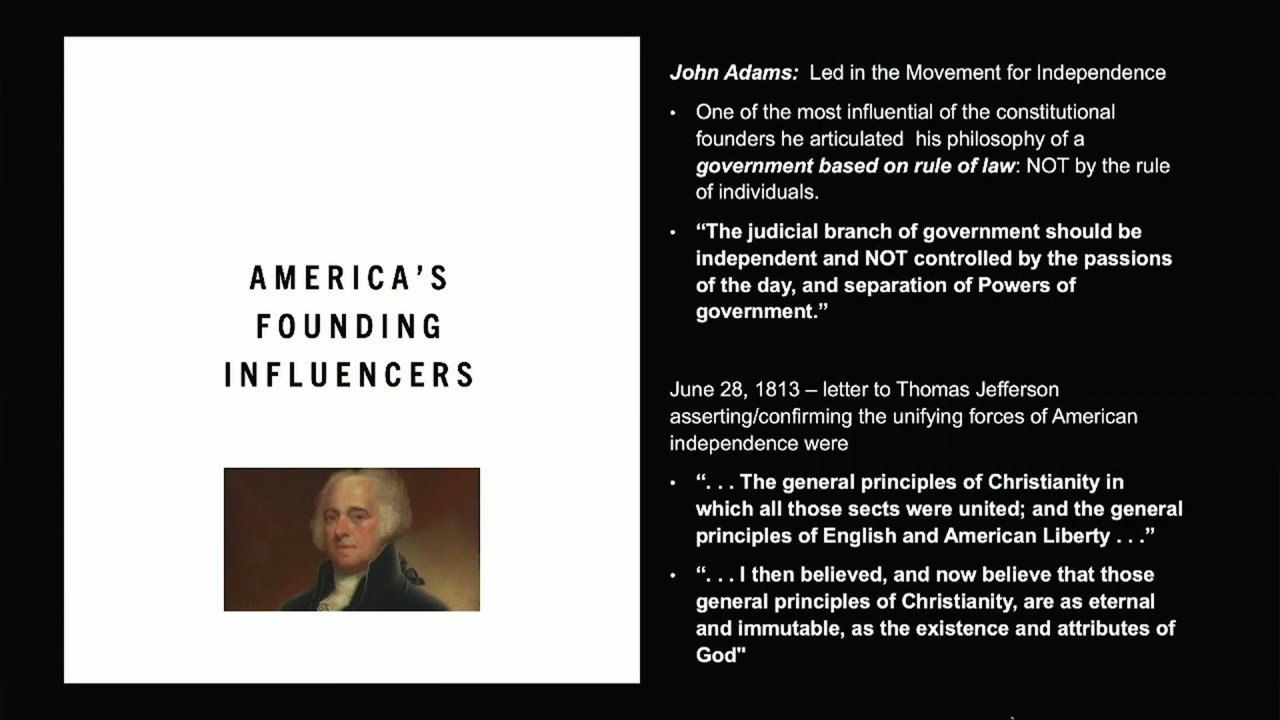 AMERICA'S
FOUNDING
INFLUENCERS
John Adams: Led in the Movement for Independence
• One of the most influential of the constitutional
founders he articulated his philosophy of a
government based on rule of law: NOT by the rule
of individuals.
• “The judicial branch of government should be
independent and NOT controlled by the passions
of the day, and separation of Powers of
government.”
June 28, 1813 – letter to Thomas Jefferson
asserting/confirming the unifying forces of American
independence were
• “. . . The general principles of Christianity in
which all those sects were united; and the general
principles of English and American Liberty . . .”
• “. . . I then believed, and now believe that those
general principles of Christianity, are as eternal
and immutable, as the existence and attributes of
God"